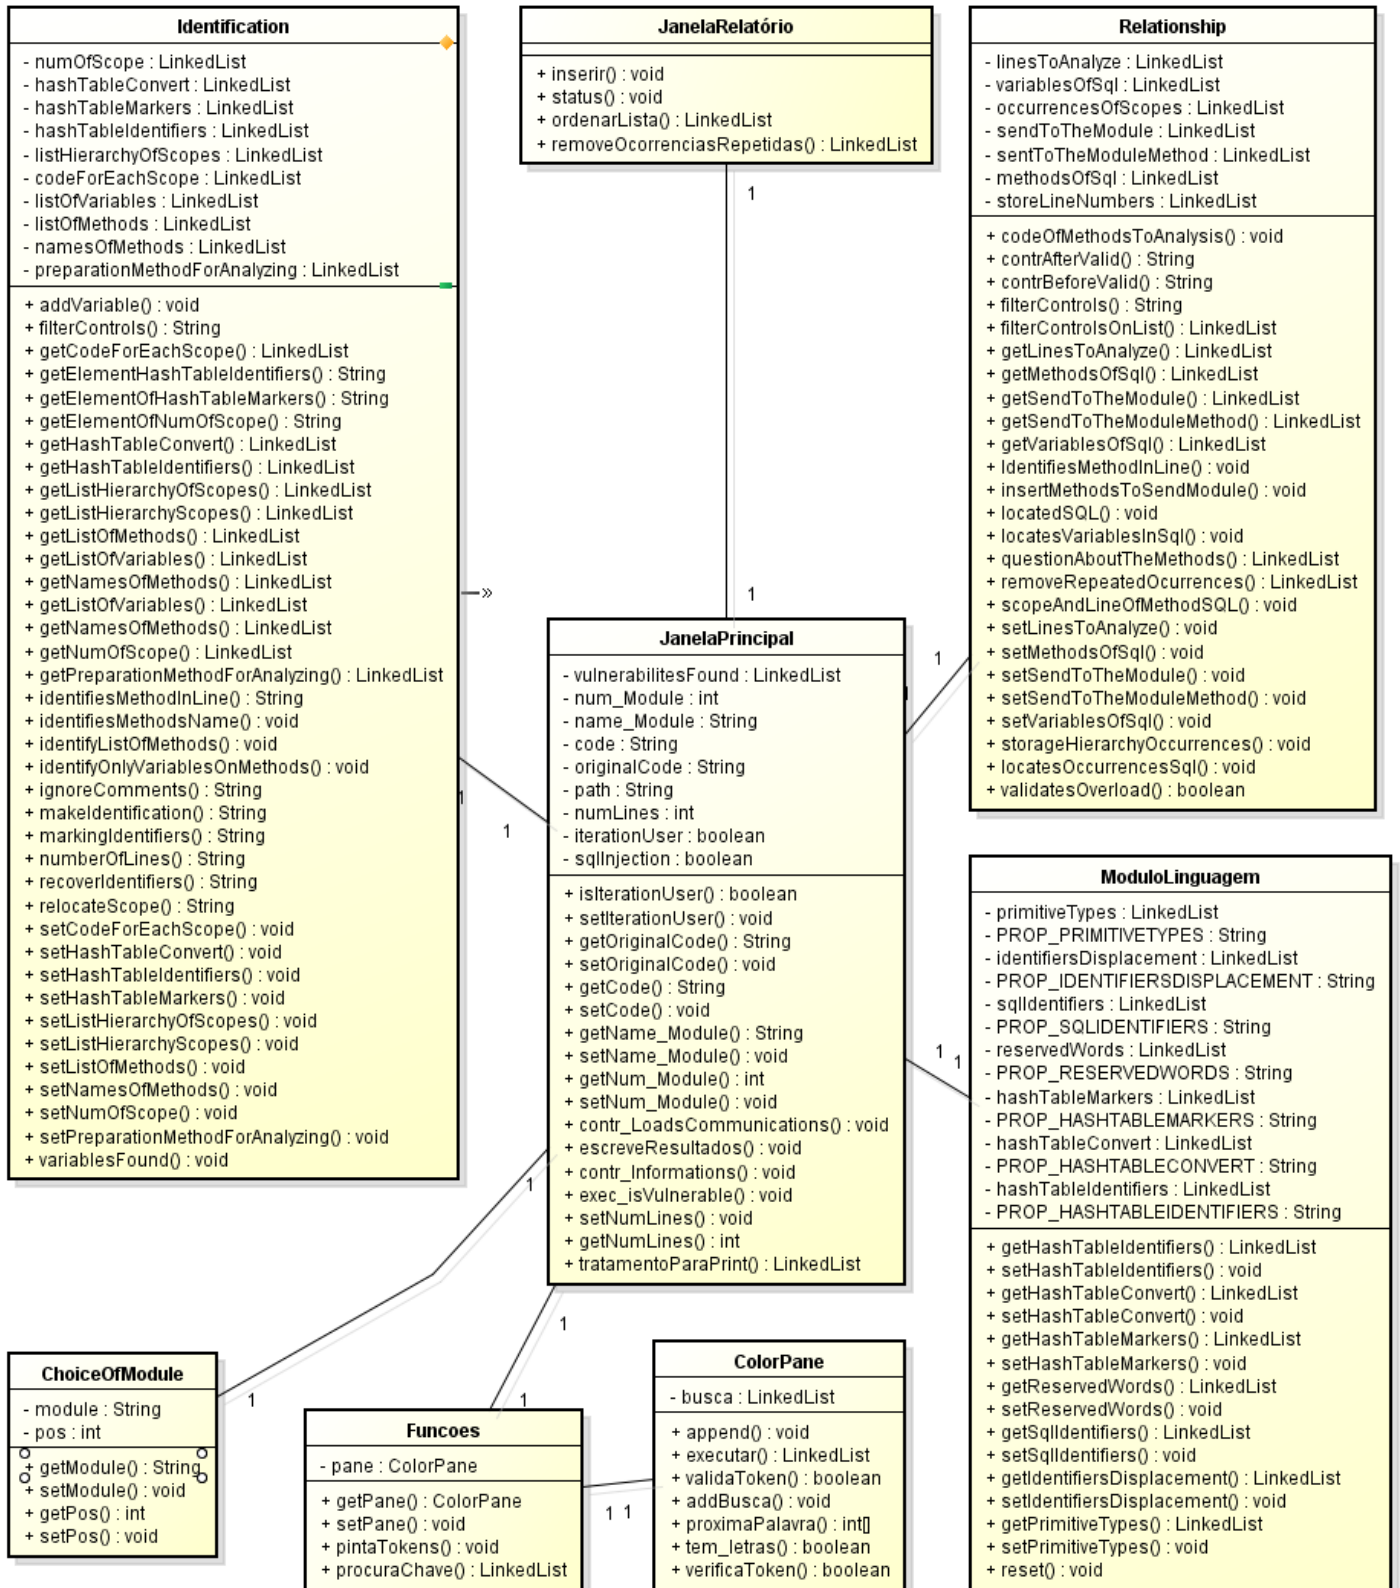 Identification
- numOfScope : LinkedList
- hashTableConvert : LinkedList
- hashTableMarkers : LinkedList
- hashTableIdentifiers : LinkedList
- listHierarchyOfScopes : LinkedList
- codeForEachScope : LinkedList
- listOfVariables : LinkedList
- listOfMethods : LinkedList
- namesOfMethods : LinkedList
- preparationMethodForAnalyzing : LinkedList
+ addVariable() : void
+ filterControls() : String
+ getCodeForEachScope() : LinkedList
+ getElementHashTableIdentifiers() : String
+ getElementOfHashTableMarkers() : String
+ getElementOfNumOfScope() : String
+ getHashTableConvert() : LinkedList
+ getHashTableIdentifiers() : LinkedList
+ getListHierarchyOfScopes() : LinkedList
+ getListHierarchyScopes() : LinkedList
+ getListOfMethods() : LinkedList
+ getListOfVariables() : LinkedList
+ getNamesOfMethods() : LinkedList
+ getListOfVariables() : LinkedList
+ getNamesOfMethods() : LinkedList
+ getNumOfScope() : LinkedList
+ getPreparationMethodForAnalyzing() : LinkedList
+ identifiesMethodInLine() : String
+ identifiesMethodsName() : void
+ identifyListOfMethods() : void
+ identifyOnlyVariablesOnMethods() : void
+ ignoreComments() : String
+ makeIdentification() : String
+ markingIdentifiers() : String
+ numberOfLines() : String
+ recoverIdentifiers() : String
+ relocateScope() : String
+ setCodeForEachScope() : void
+ setHashTableConvert() : void
+ setHashTableIdentifiers() : void
+ setHashTableMarkers() : void
+ setListHierarchyOfScopes() : void
+ setListHierarchyScopes() : void
+ setListOfMethods() : void
+ setNamesOfMethods() : void
+ setNumOfScope() : void
+ setPreparationMethodForAnalyzing() : void
+ variablesFound() : void
JanelaRelatório
+ inserir() : void
+ status() : void
+ ordenarLista() : LinkedList
+ removeOcorrenciasRepetidas() : LinkedList
1
1
Relationship
- linesToAnalyze : LinkedList
- variablesOfSql : LinkedList
- occurrencesOfScopes : LinkedList
- sendToTheModule : LinkedList
- sentToTheModuleMethod : LinkedList
- methodsOfSql : LinkedList
- storeLineNumbers : LinkedList
+ codeOfMethodsToAnalysis() : void
+ contrAfterValid() : String
+ contrBeforeValid() : String
+ filterControls() : String
+ filterControlsOnList() : LinkedList
+ getLinesToAnalyze() : LinkedList
+ getMethodsOfSql() : LinkedList
+ getSendToTheModule() : LinkedList
+ getSendToTheModuleMethod() : LinkedList
+ getVariablesOfSql() : LinkedList
+ IdentifiesMethodInLine() : void
+ insertMethodsToSendModule() : void
+ locatedSQL() : void
+ locatesVariablesInSql() : void
+ questionAboutTheMethods() : LinkedList
+ removeRepeatedOcurrences() : LinkedList
+ scopeAndLineOfMethodSQL() : void
+ setLinesToAnalyze() : void
+ setMethodsOfSql() : void
+ setSendToTheModule() : void
+ setSendToTheModuleMethod() : void
+ setVariablesOfSql() : void
+ storageHierarchyOccurrences() : void
+ locatesOccurrencesSql() : void
+ validatesOverload() : boolean
1
1
1
JanelaPrincipal
- vulnerabilitesFound : LinkedList
- num_Module : int
- name_Module : String
- code : String
- originalCode : String
- path : String
- numLines : int
- iterationUser : boolean
- sqlInjection : boolean
+ isIterationUser() : boolean
+ setIterationUser() : void
+ getOriginalCode() : String
+ setOriginalCode() : void
+ getCode() : String
+ setCode() : void
+ getName_Module() : String
+ setName_Module() : void
+ getNum_Module() : int
+ setNum_Module() : void
+ contr_LoadsCommunications() : void
+ escreveResultados() : void
+ contr_Informations() : void
+ exec_isVulnerable() : void
+ setNumLines() : void
+ getNumLines() : int
+ tratamentoParaPrint() : LinkedList
1
1
ModuloLinguagem
- primitiveTypes : LinkedList
- PROP_PRIMITIVETYPES : String
- identifiersDisplacement : LinkedList
- PROP_IDENTIFIERSDISPLACEMENT : String
- sqlIdentifiers : LinkedList
- PROP_SQLIDENTIFIERS : String
- reservedWords : LinkedList
- PROP_RESERVEDWORDS : String
- hashTableMarkers : LinkedList
- PROP_HASHTABLEMARKERS : String
- hashTableConvert : LinkedList
- PROP_HASHTABLECONVERT : String
- hashTableIdentifiers : LinkedList
- PROP_HASHTABLEIDENTIFIERS : String
+ getHashTableIdentifiers() : LinkedList
+ setHashTableIdentifiers() : void
+ getHashTableConvert() : LinkedList
+ setHashTableConvert() : void
+ getHashTableMarkers() : LinkedList
+ setHashTableMarkers() : void
+ getReservedWords() : LinkedList
+ setReservedWords() : void
+ getSqlIdentifiers() : LinkedList
+ setSqlIdentifiers() : void
+ getIdentifiersDisplacement() : LinkedList
+ setIdentifiersDisplacement() : void
+ getPrimitiveTypes() : LinkedList
+ setPrimitiveTypes() : void
+ reset() : void
1
1
ChoiceOfModule
- module : String
- pos : int
+ getModule() : String
+ setModule() : void
+ getPos() : int
+ setPos() : void
1
1
Funcoes
- pane : ColorPane
+ getPane() : ColorPane
+ setPane() : void
+ pintaTokens() : void
+ procuraChave() : LinkedList
1 1
ColorPane
- busca : LinkedList
+ append() : void
+ executar() : LinkedList
+ validaToken() : boolean
+ addBusca() : void
+ proximaPalavra() : int[]
+ tem_letras() : boolean
+ verificaToken() : boolean